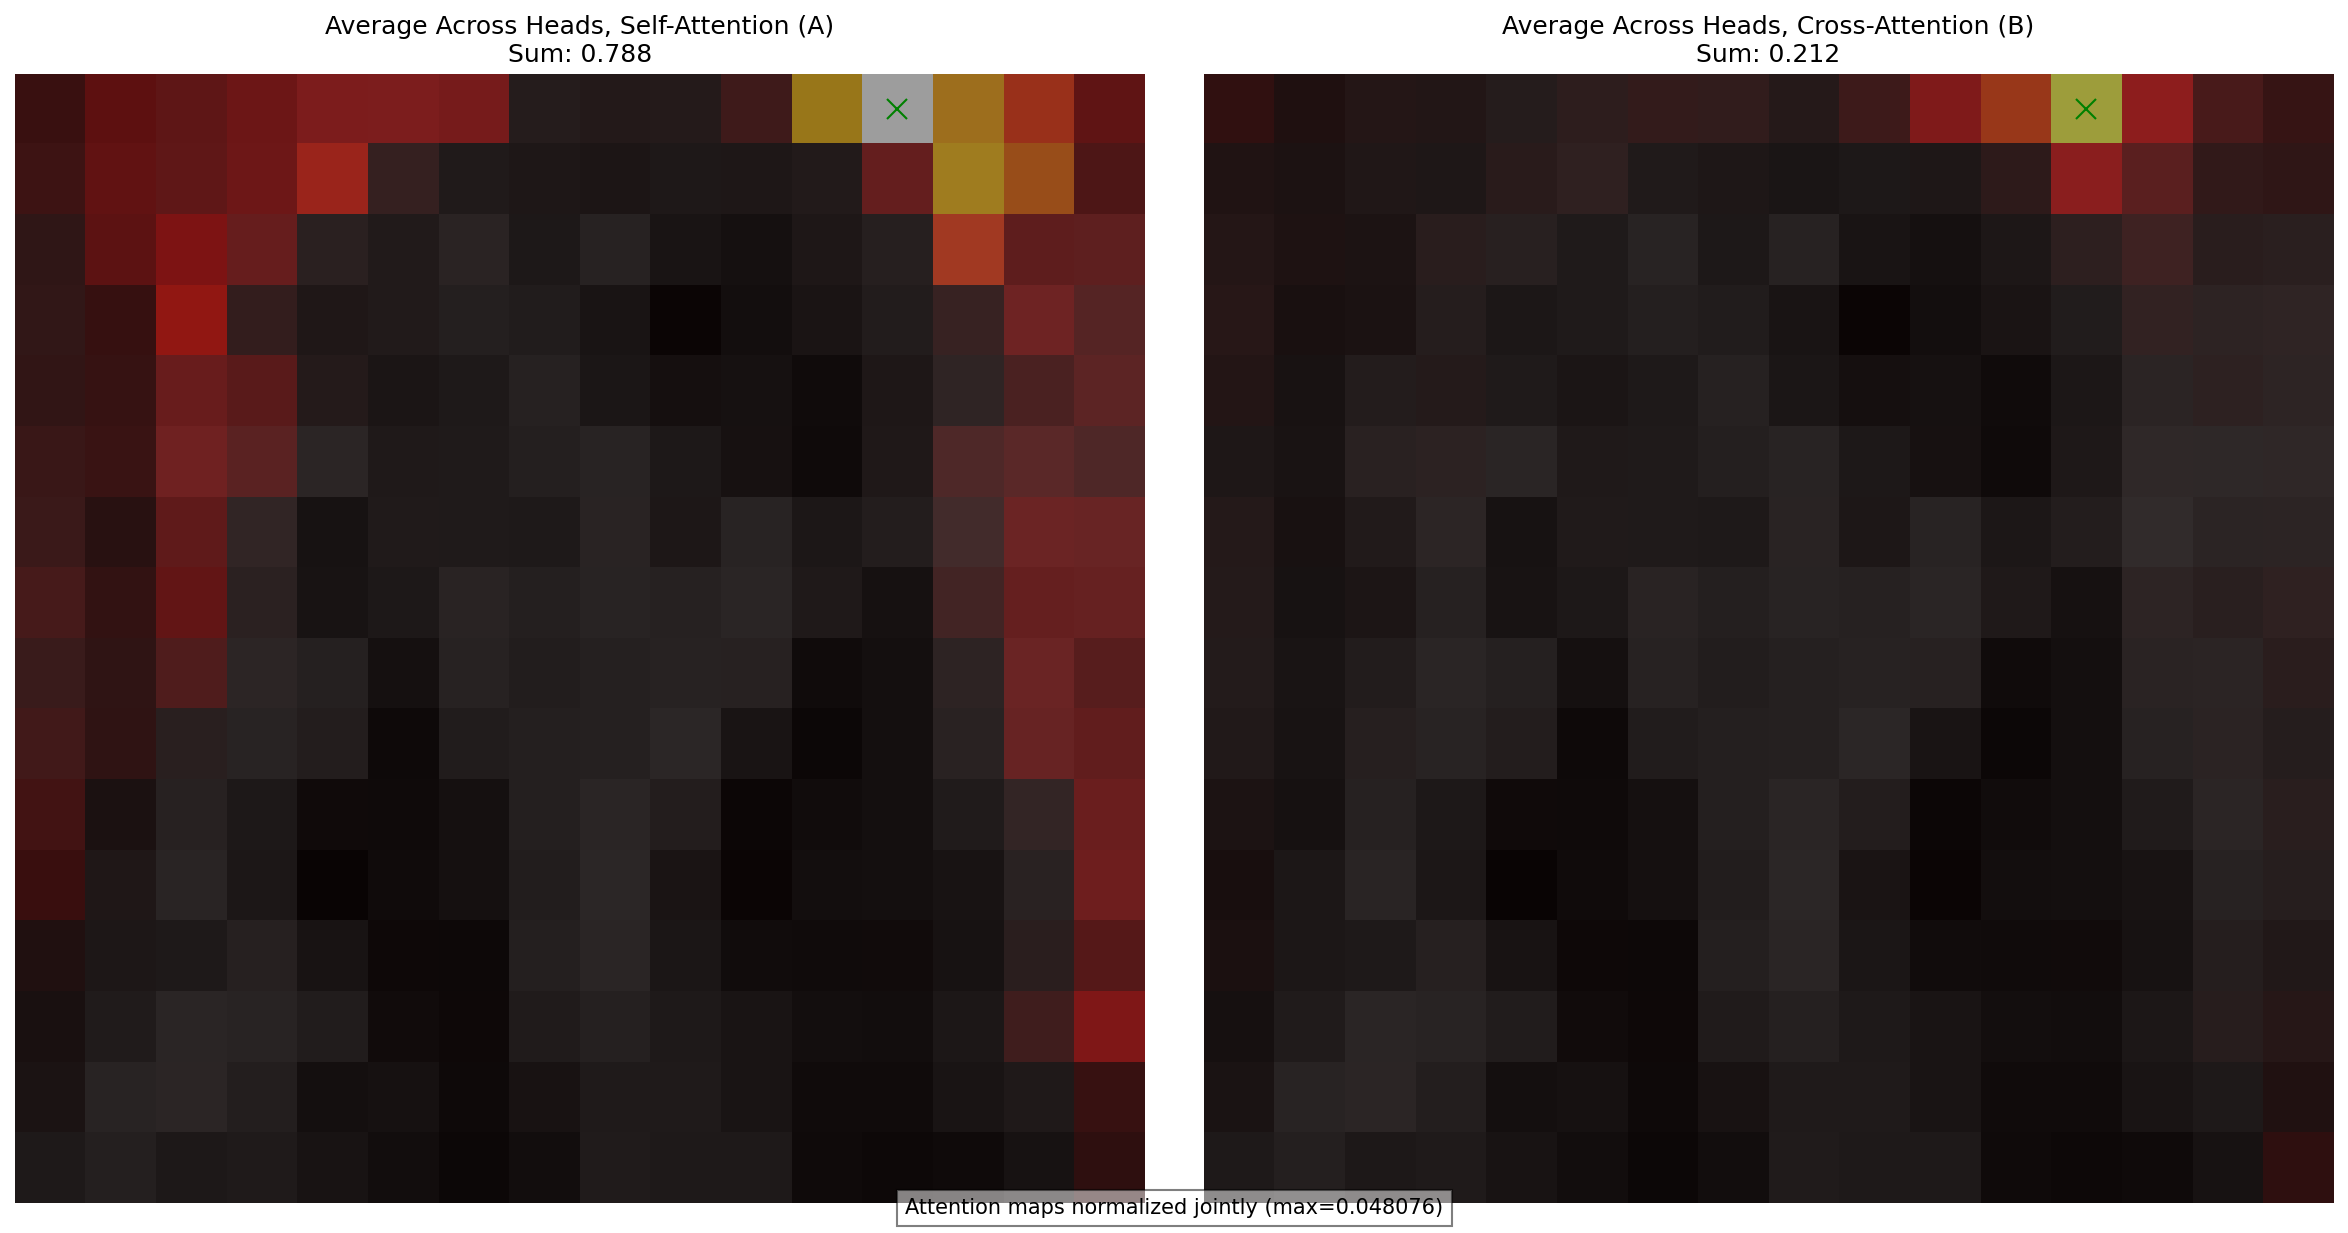 Average Across Heads, Self-Attention (A)
Sum: 0.788
Average Across Heads, Cross-Attention (B)
Sum: 0.212
Attention maps normalized jointly (max=0.048076)